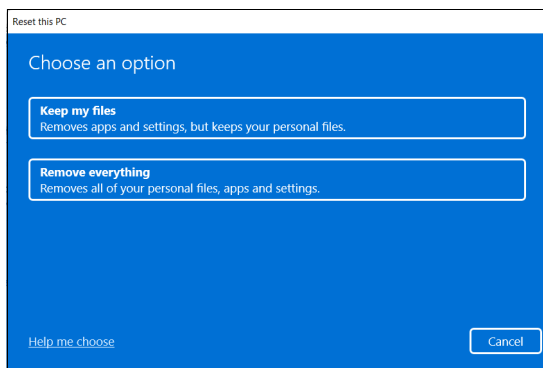 Reset this PC
Choose an option
Keep my files
Removes apps and settings, but keeps your personal files.
Remove everything
Removes all of your personal files, apps and settings.
Help me choose
Cancel